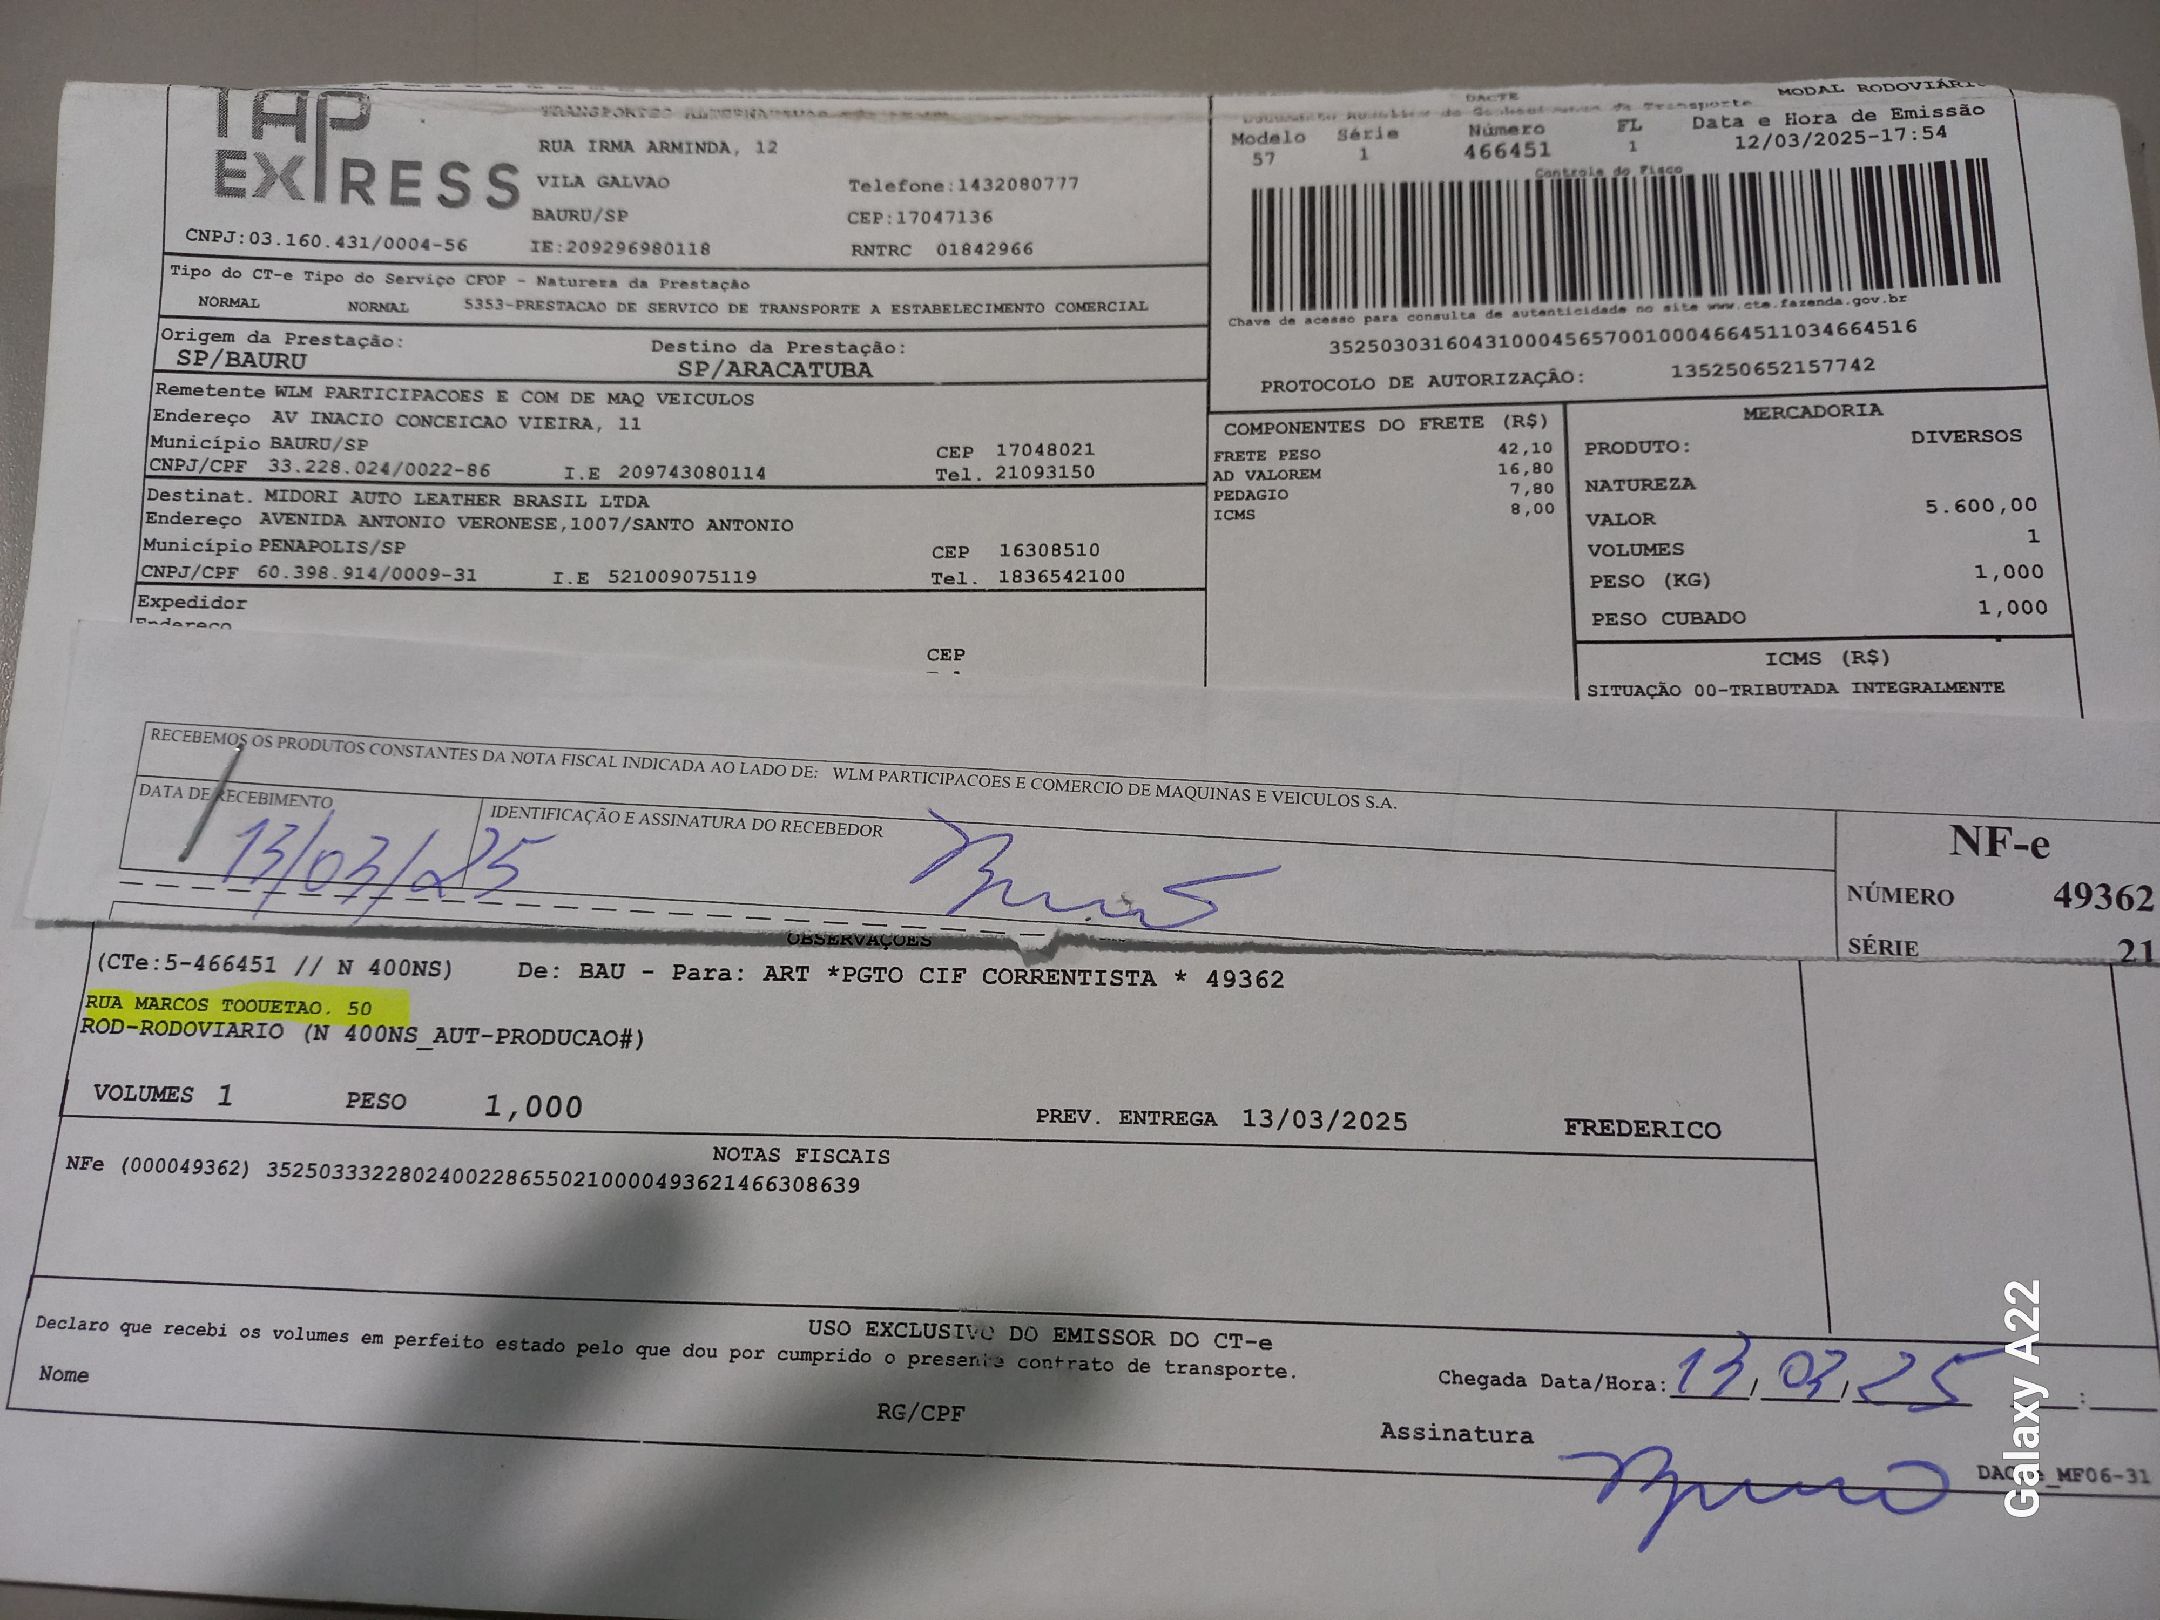 TAP
EXPRESS
RUA IRMA ARMINDA, 12
VILA GALVAO Telefone:1432080777
BAURU/SP CEP:17047136
CNPJ:03.160.431/0004-56 IE:209296980118 RNTRC 01842966
DACTE MODAL RODOVIÁRI
Modelo Série Número FL Data e Hora de Emissão
57 1 466451 1 12/03/2025-17:54
Controle do Fisco
Chave de acesso para consulta de autenticidade no site www.cte.fazenda.gov.br
35250303160431000456570010004664511034664516
PROTOCOLO DE AUTORIZAÇÃO: 135250652157742
Tipo do CT-e Tipo do Serviço CFOP - Natureza da Prestação
NORMAL NORMAL 5353-PRESTACAO DE SERVICO DE TRANSPORTE A ESTABELECIMENTO COMERCIAL
Origem da Prestação: Destino da Prestação:
SP/BAURU SP/ARACATUBA
Remetente WLM PARTICIPACOES E COM DE MAQ VEICULOS
Endereço AV INACIO CONCEICAO VIEIRA, 11
Município BAURU/SP CEP 17048021
CNPJ/CPF 33.228.024/0022-86 I.E 209743080114 Tel. 21093150
Destinat. MIDORI AUTO LEATHER BRASIL LTDA
Endereço AVENIDA ANTONIO VERONESE,1007/SANTO ANTONIO
Município PENAPOLIS/SP CEP 16308510
CNPJ/CPF 60.398.914/0009-31 I.E 521009075119 Tel. 1836542100
Expedidor
Endereço
CEP
COMPONENTES DO FRETE (R$)
FRETE PESO 42,10
AD VALOREM 16,80
PEDAGIO 7,80
ICMS 8,00
MERCADORIA
PRODUTO: DIVERSOS
NATUREZA
VALOR 5.600,00
VOLUMES 1
PESO (KG) 1,000
PESO CUBADO 1,000
ICMS (R$)
SITUAÇÃO 00-TRIBUTADA INTEGRALMENTE
RECEBEMOS OS PRODUTOS CONSTANTES DA NOTA FISCAL INDICADA AO LADO DE: WLM PARTICIPACOES E COMERCIO DE MAQUINAS E VEICULOS S.A.
DATA DE RECEBIMENTO IDENTIFICAÇÃO E ASSINATURA DO RECEBEDOR
13/03/25
NF-e
NÚMERO 49362
SÉRIE 21
OBSERVAÇOES
(CTe:5-466451 // N 400NS) De: BAU - Para: ART *PGTO CIF CORRENTISTA * 49362
RUA MARCOS TOQUETAO, 50
ROD-RODOVIARIO (N 400NS_AUT-PRODUCAO#)
VOLUMES 1 PESO 1,000 PREV. ENTREGA 13/03/2025 FREDERICO
NOTAS FISCAIS
NFe (000049362) 35250333228024002286550210000493621466308639
USO EXCLUSIVO DO EMISSOR DO CT-e
Declaro que recebi os volumes em perfeito estado pelo que dou por cumprido o presente contrato de transporte.
Nome RG/CPF Chegada Data/Hora: 13/03/25 :
Assinatura
MF06-31
Galaxy A22